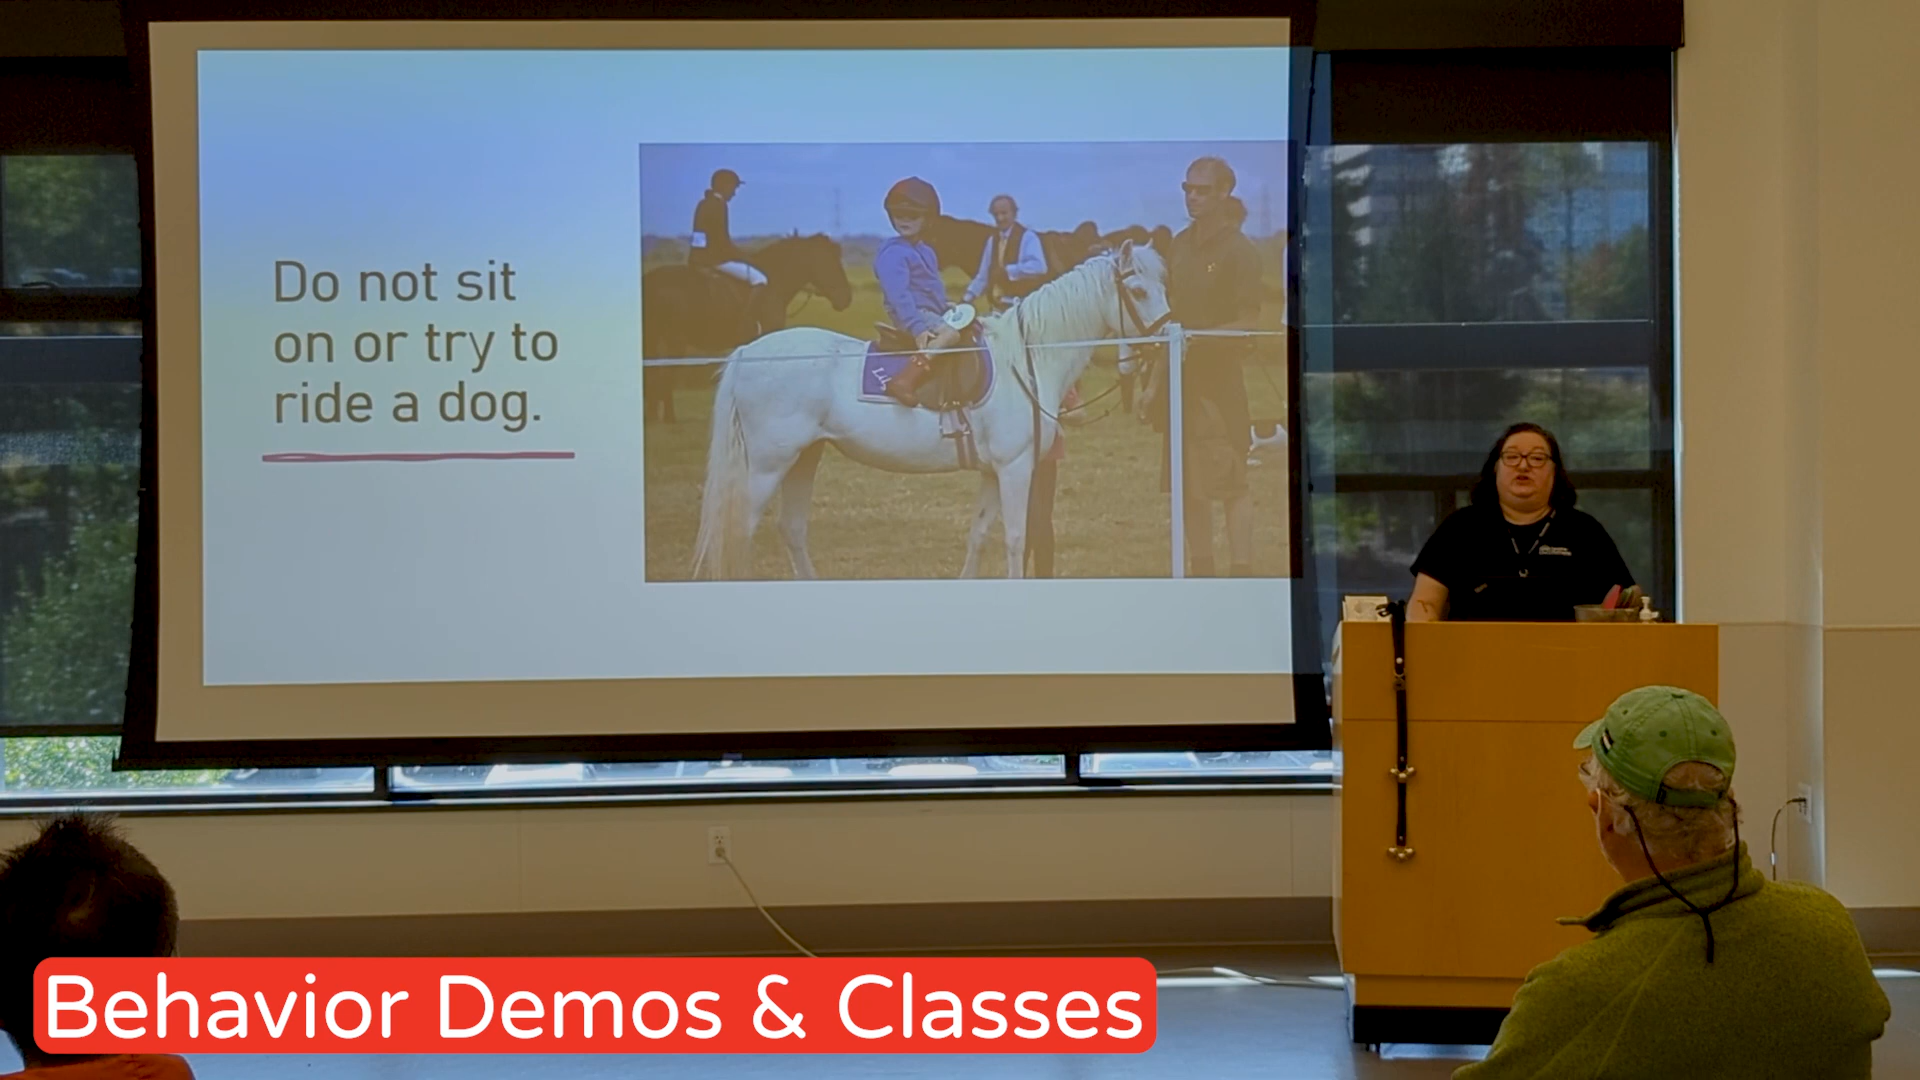 Do not sit
on or try to
ride a dog.
Behavior Demos & Classes